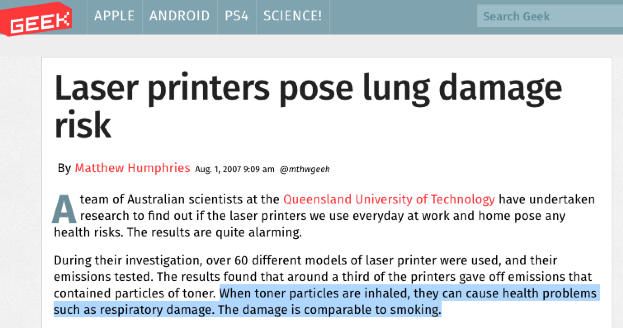 GEEK
APPLE ANDROID PS4 SCIENCE! Search Geek
Laser printers pose lung damage
risk
By Matthew Humphries Aug. 1, 2007 9:09 am @mthwgeek
A team of Australian scientists at the Queensland University of Technology have undertaken
research to find out if the laser printers we use everyday at work and home pose any
health risks. The results are quite alarming.
During their investigation, over 60 different models of laser printer were used, and their
emissions tested. The results found that around a third of the printers gave off emissions that
contained particles of toner. When toner particles are inhaled, they can cause health problems
such as respiratory damage. The damage is comparable to smoking.